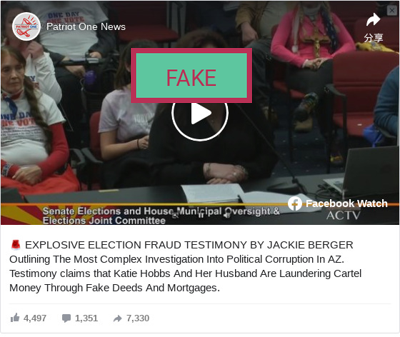 Patriot One News
分享
FAKE
Facebook Watch
Senate Elections and House Municipal Oversight &
Elections Joint Committee
ACTV
EXPLOSIVE ELECTION FRAUD TESTIMONY BY JACKIE BERGER
Outlining The Most Complex Investigation Into Political Corruption In AZ.
Testimony claims that Katie Hobbs And Her Husband Are Laundering Cartel
Money Through Fake Deeds And Mortgages.
4,497 1,351 7,330